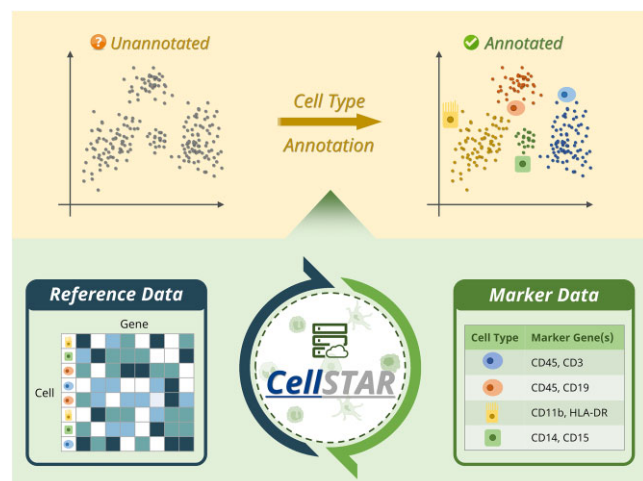 ? Unannotated
Annotated
Cell Type
Annotation
Reference Data
Gene
Cell
CellSTAR
Marker Data
Cell Type Marker Gene(s)
CD45, CD3
CD45, CD19
CD11b, HLA-DR
CD14, CD15